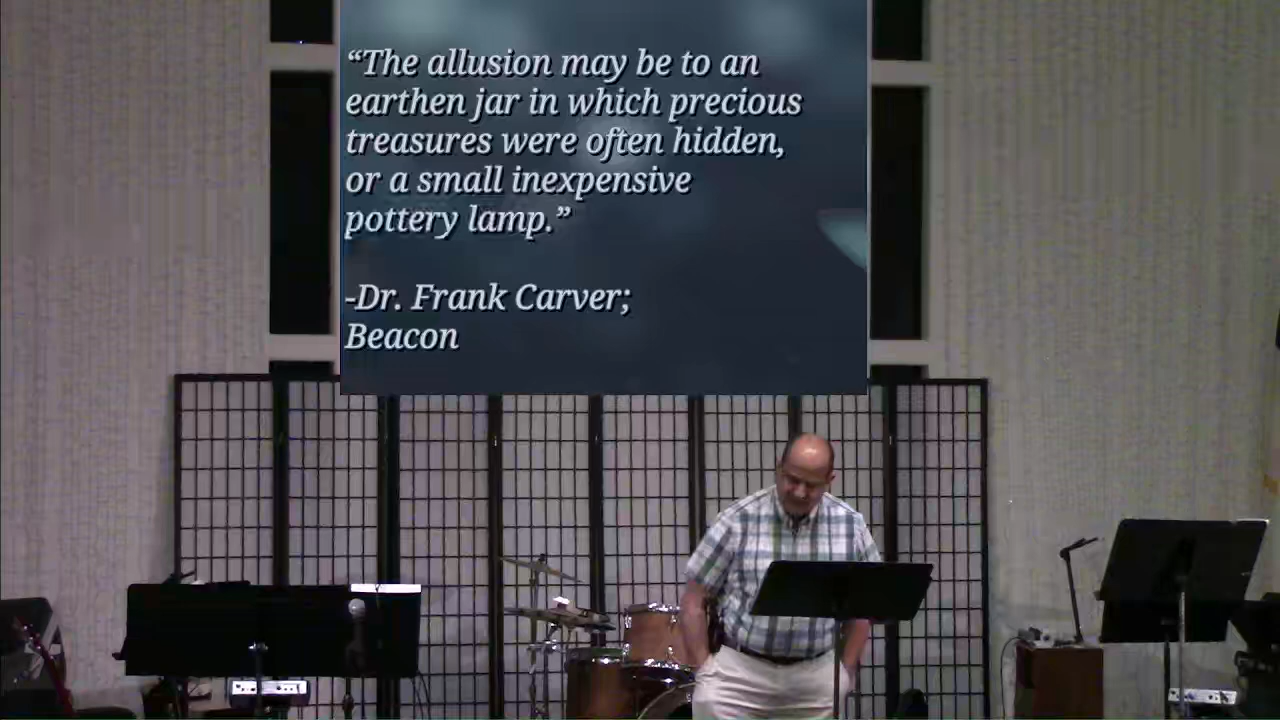 “The allusion may be to an
earthen jar in which precious
treasures were often hidden,
or a small inexpensive
pottery lamp.”
-Dr. Frank Carver;
Beacon